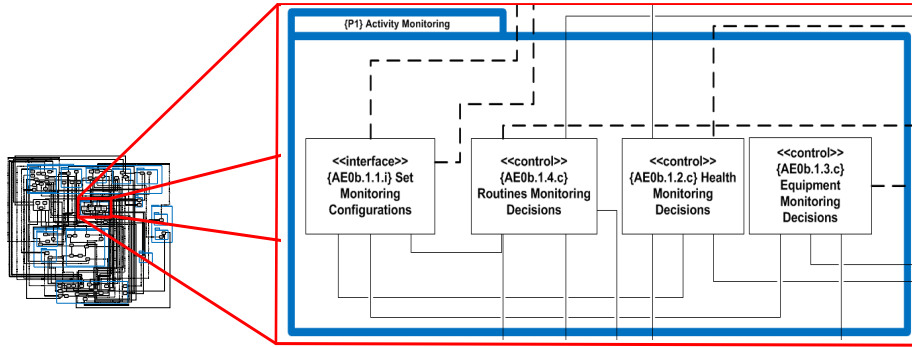 {P1} Activity Monitoring
<<interface>>
{AE0b.1.1.i} Set
Monitoring
Configurations
<<control>>
{AE0b.1.4.c}
Routines Monitoring
Decisions
<<control>>
{AE0b.1.2.c} Health
Monitoring
Decisions
<<control>>
{AE0b.1.3.c}
Equipment
Monitoring
Decisions